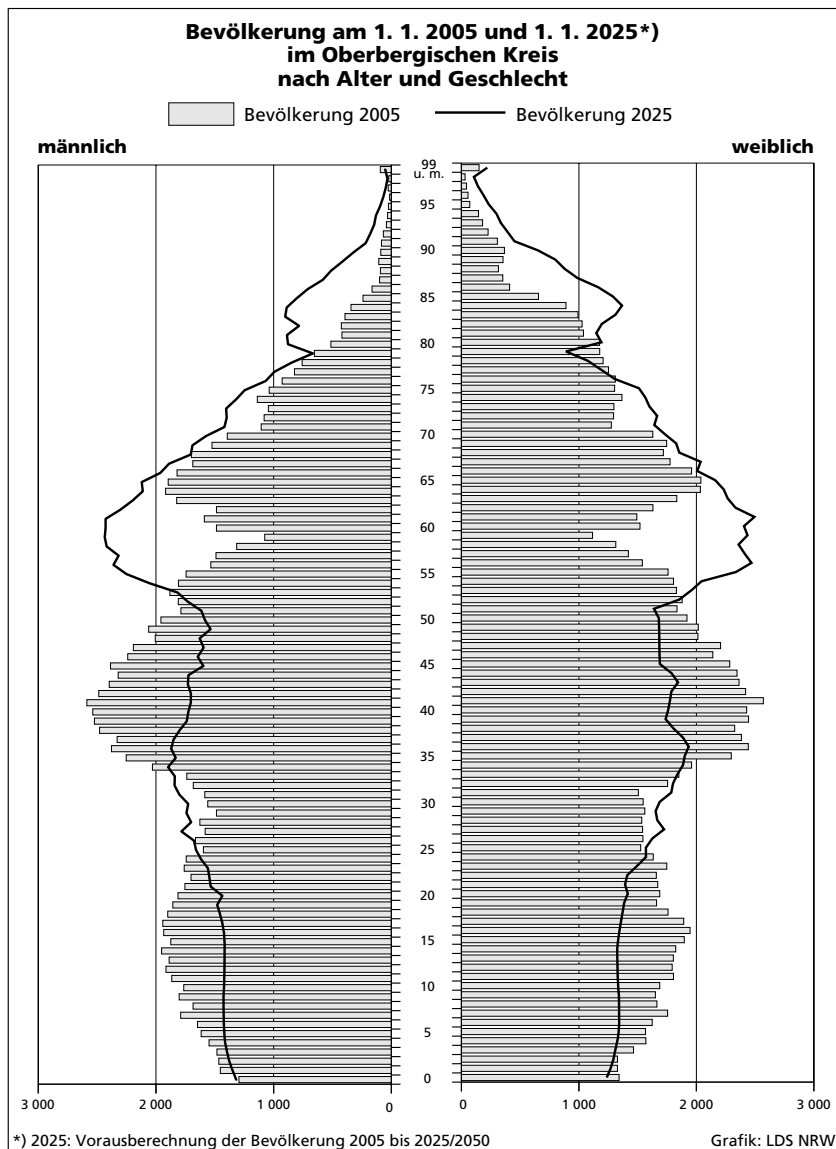 Bevölkerung am 1. 1. 2005 und 1. 1. 2025*)
im Oberbergischen Kreis
nach Alter und Geschlecht
Bevölkerung 2005
Bevölkerung 2025
männlich
weiblich
99
u. m.
95
90
85
80
75
70
65
60
55
50
45
40
35
30
25
20
15
10
5
0
3 000
2 000
1 000
0
0
1 000
2 000
3 000
*) 2025: Vorausberechnung der Bevölkerung 2005 bis 2025/2050
Grafik: LDS NRW